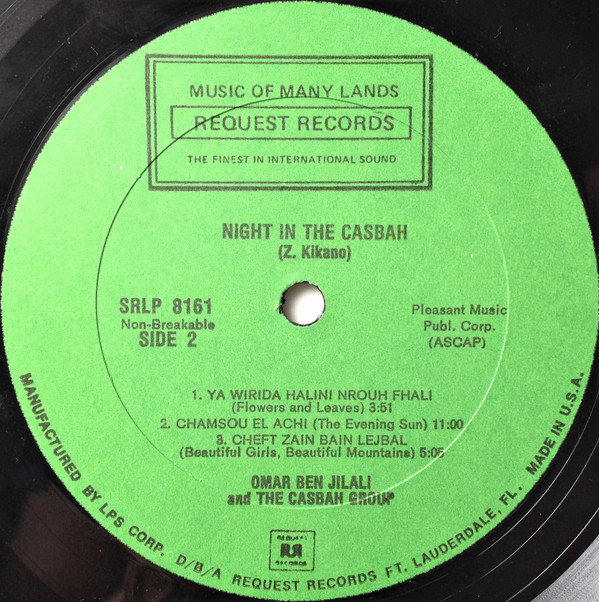 MUSIC OF MANY LANDS
REQUEST RECORDS
THE FINEST IN INTERNATIONAL SOUND
NIGHT IN THE CASBAH
(Z. Kikano)
SRLP 8161
Non-Breakable
SIDE 2
Pleasant Music
Publ. Corp.
(ASCAP)
1. YA WIRIDA HALINI NROUH FHALI
(Flowers and Leaves) 3:51
2. CHAMSOU EL ACHI (The Evening Sun) 11:00
3. CHEFT ZAIN BAIN LEJBAL
(Beautiful Girls, Beautiful Mountains) 5:05
OMAR BEN JILALI
and THE CASBAH GROUP
REQUEST
RR
RECORDS
MANUFACTURED BY LPS CORP. D/B/A REQUEST RECORDS FT. LAUDERDALE, FL. MADE IN U.S.A.